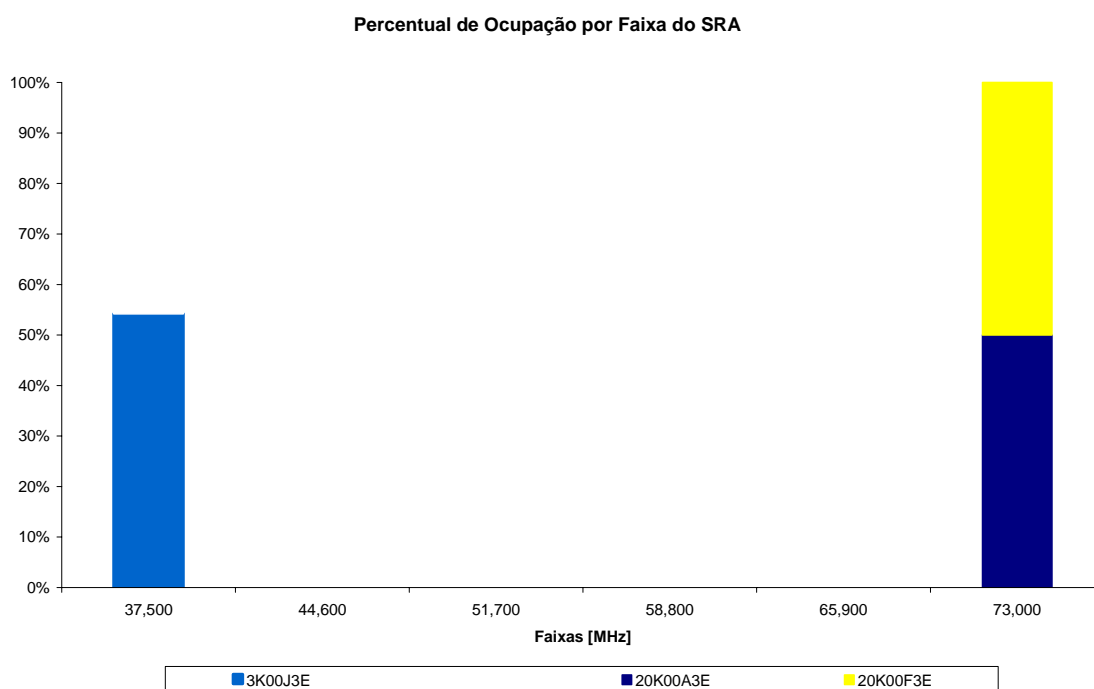 Percentual de Ocupação por Faixa do SRA
100%
90%
80%
70%
60%
50%
40%
30%
20%
10%
0%
37,500 44,600 51,700 58,800 65,900 73,000
Faixas [MHz]
3K00J3E 20K00A3E 20K00F3E